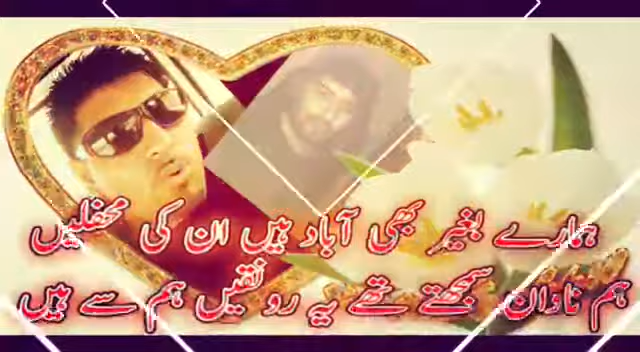 ہمارے بغیر بھی آباد ہیں ان کی محفلیں
ہم نادان سمجھتے تھے یہ رونقیں ہم سے ہیں